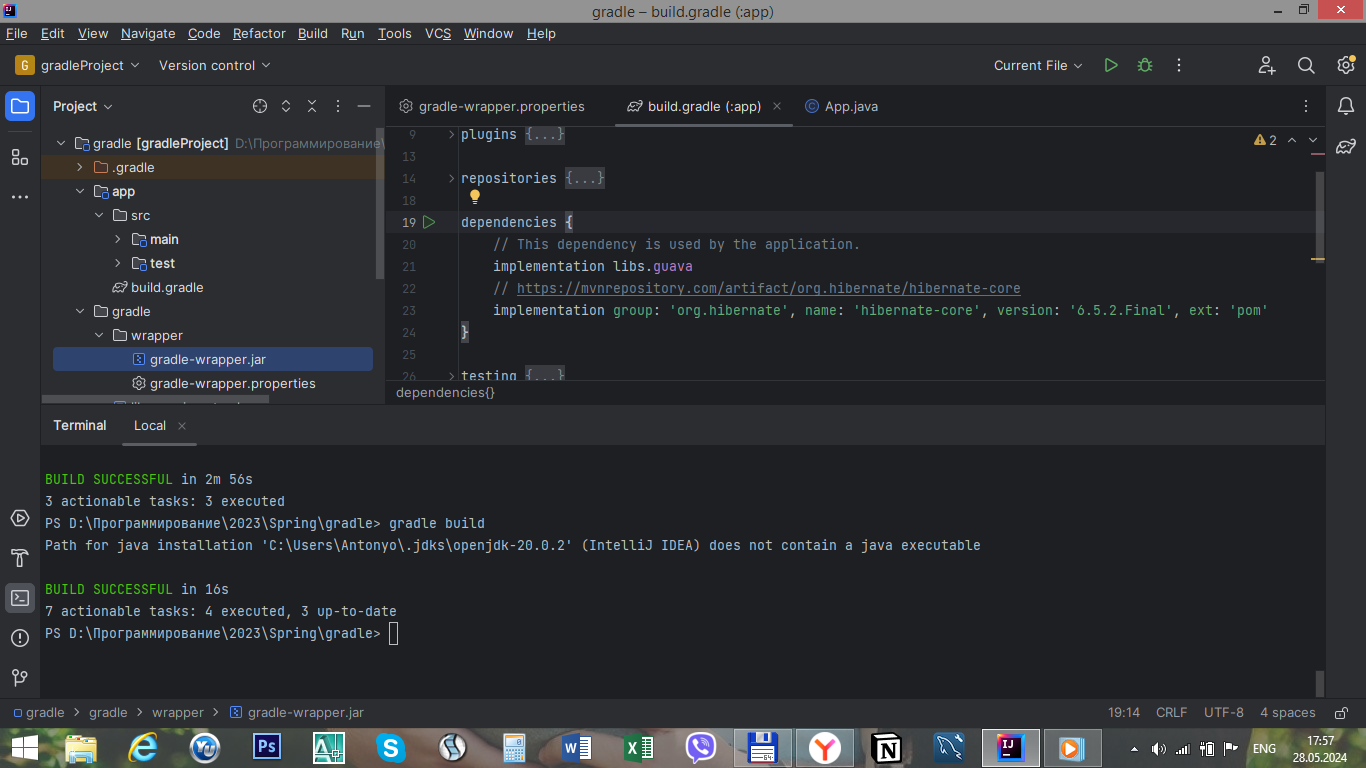 gradle – build.gradle (:app)
File Edit View Navigate Code Refactor Build Run Tools VCS Window Help
G gradleProject Version control Current File
Project
gradle-wrapper.properties build.gradle (:app) App.java
gradle [gradleProject] D:\Программирование\
.gradle
app
src
main
test
build.gradle
gradle
wrapper
gradle-wrapper.jar
gradle-wrapper.properties
9 plugins {...}
2
13
14 repositories {...}
18
19 dependencies {
20 // This dependency is used by the application.
21 implementation libs.guava
22 // https://mvnrepository.com/artifact/org.hibernate/hibernate-core
23 implementation group: 'org.hibernate', name: 'hibernate-core', version: '6.5.2.Final', ext: 'pom'
24 }
25
26 testing {...}
dependencies{}
Terminal Local
BUILD SUCCESSFUL in 2m 56s
3 actionable tasks: 3 executed
PS D:\Программирование\2023\Spring\gradle> gradle build
Path for java installation 'C:\Users\Antonyo\.jdks\openjdk-20.0.2' (IntelliJ IDEA) does not contain a java executable
BUILD SUCCESSFUL in 16s
7 actionable tasks: 4 executed, 3 up-to-date
PS D:\Программирование\2023\Spring\gradle>
gradle > gradle > wrapper > gradle-wrapper.jar 19:14 CRLF UTF-8 4 spaces
ENG
17:57
28.05.2024